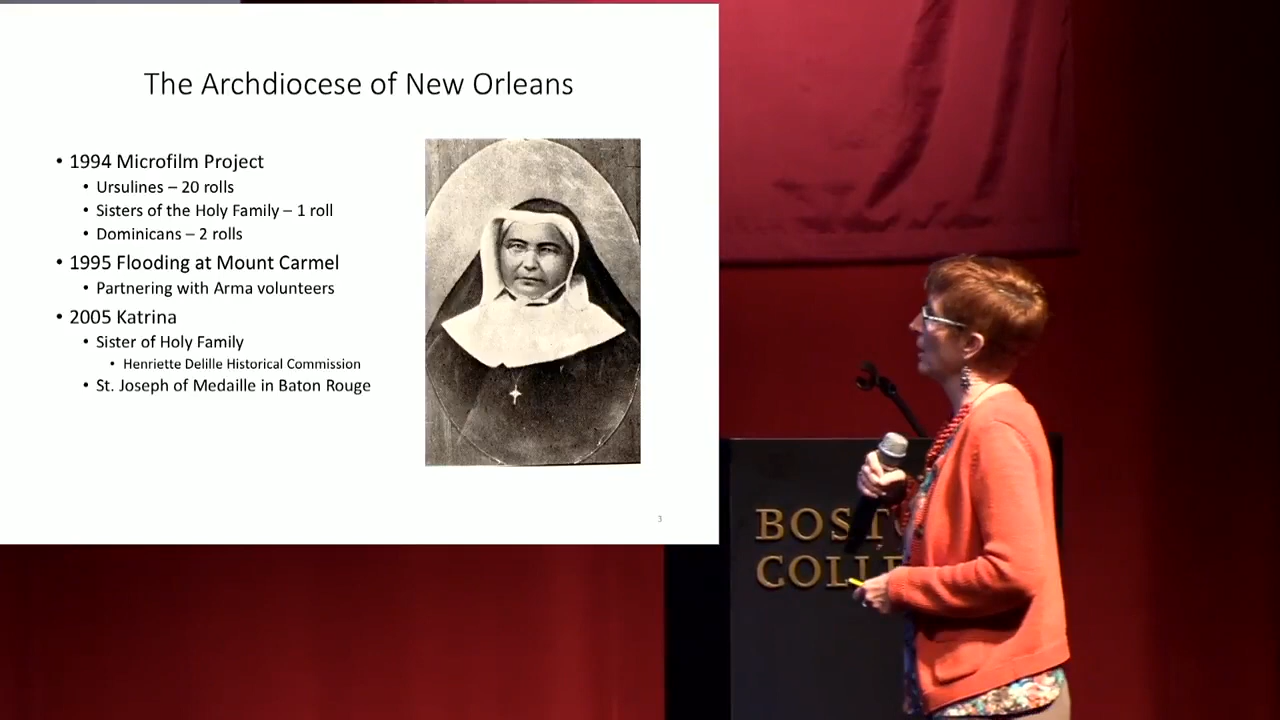 The Archdiocese of New Orleans
• 1994 Microfilm Project
• Ursulines – 20 rolls
• Sisters of the Holy Family – 1 roll
• Dominicans – 2 rolls
• 1995 Flooding at Mount Carmel
• Partnering with Arma volunteers
• 2005 Katrina
• Sister of Holy Family
• Henriette Delille Historical Commission
• St. Joseph of Medaille in Baton Rouge
3
BOST
COLLE